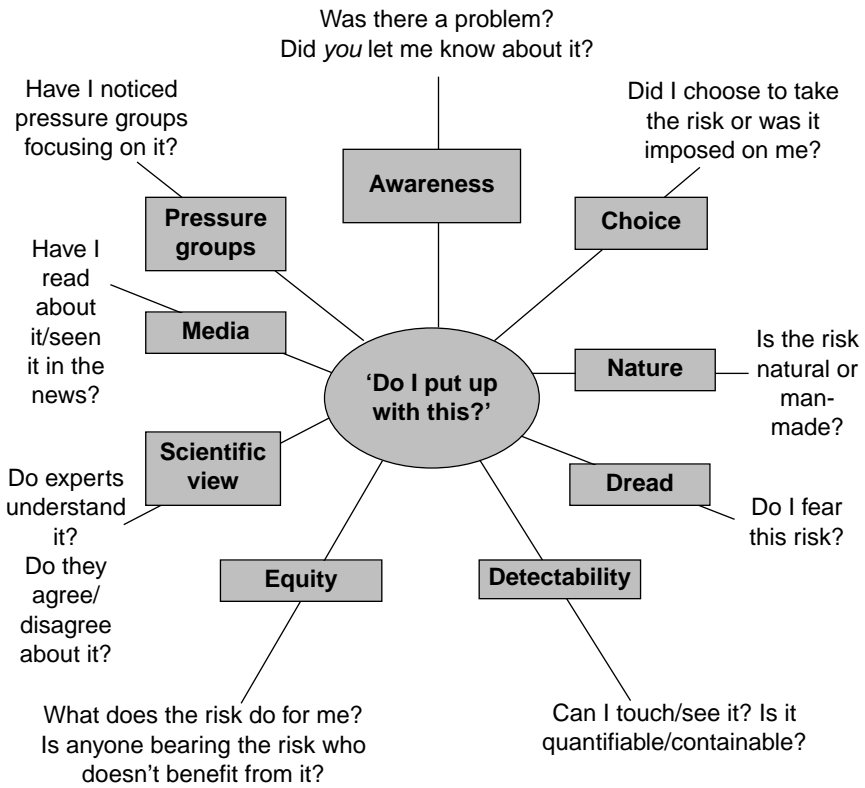 Was there a problem?
Did you let me know about it?
Have I noticed
pressure groups
focusing on it?
Did I choose to take
the risk or was it
imposed on me?
Awareness
Pressure
groups
Choice
Have I
read
about
it/seen
it in the
news?
Media
Nature
Is the risk
natural or
man-
made?
'Do I put up
with this?'
Scientific
view
Dread
Do experts
understand
it?
Do they
agree/
disagree
about it?
Do I fear
this risk?
Equity
Detectability
What does the risk do for me?
Is anyone bearing the risk who
doesn't benefit from it?
Can I touch/see it? Is it
quantifiable/containable?